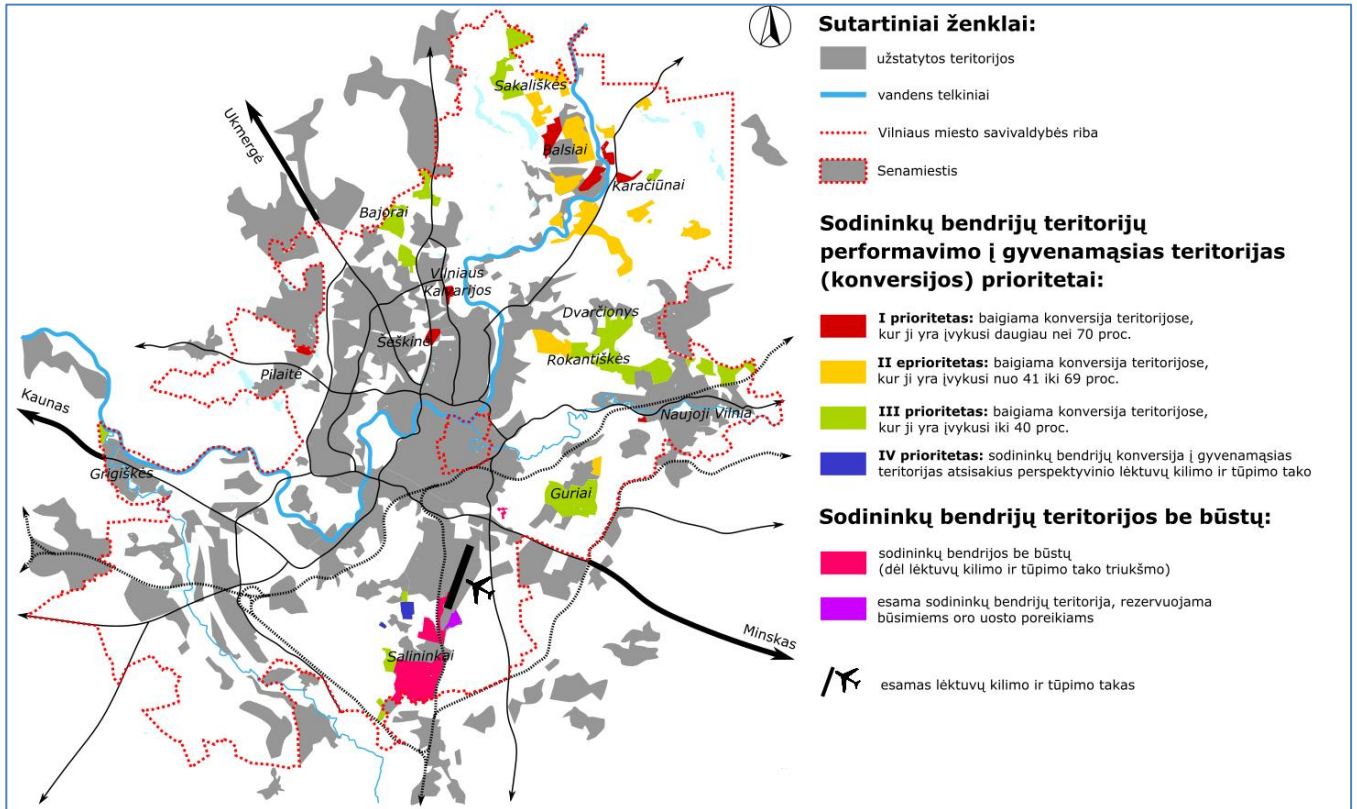 Sutartiniai ženklai:
užstatytos teritorijos
vandens telkiniai
Vilniaus miesto savivaldybės riba
Senamiestis
Sodininkų bendrijų teritorijų
performavimo į gyvenamąsias teritorijas
(konversijos) prioritetai:
I prioritetas: baigiama konversija teritorijose,
kur ji yra įvykusi daugiau nei 70 proc.
II eprioritetas: baigiama konversija teritorijose,
kur ji yra įvykusi nuo 41 iki 69 proc.
III prioritetas: baigiama konversija teritorijose,
kur ji yra įvykusi iki 40 proc.
IV prioritetas: sodininkų bendrijų konversija į gyvenamąsias
teritorijas atsisakius perspektyvinio lėktuvų kilimo ir tūpimo tako
Sodininkų bendrijų teritorijos be būstų:
sodininkų bendrijos be būstų
(dėl lėktuvų kilimo ir tūpimo tako triukšmo)
esama sodininkų bendrijų teritorija, rezervuojama
būsimiems oro uosto poreikiams
esamas lėktuvų kilimo ir tūpimo takas
Ukmergė
Sakališkės
Balsiai
Karačiūnai
Bajorai
Vilniaus
Kalvarijos
Dvarčionys
Šeškinė
Rokantiškės
Pilaitė
Kaunas
Naujoji Vilnia
Grigiškės
Guriai
Minskas
Salininkai